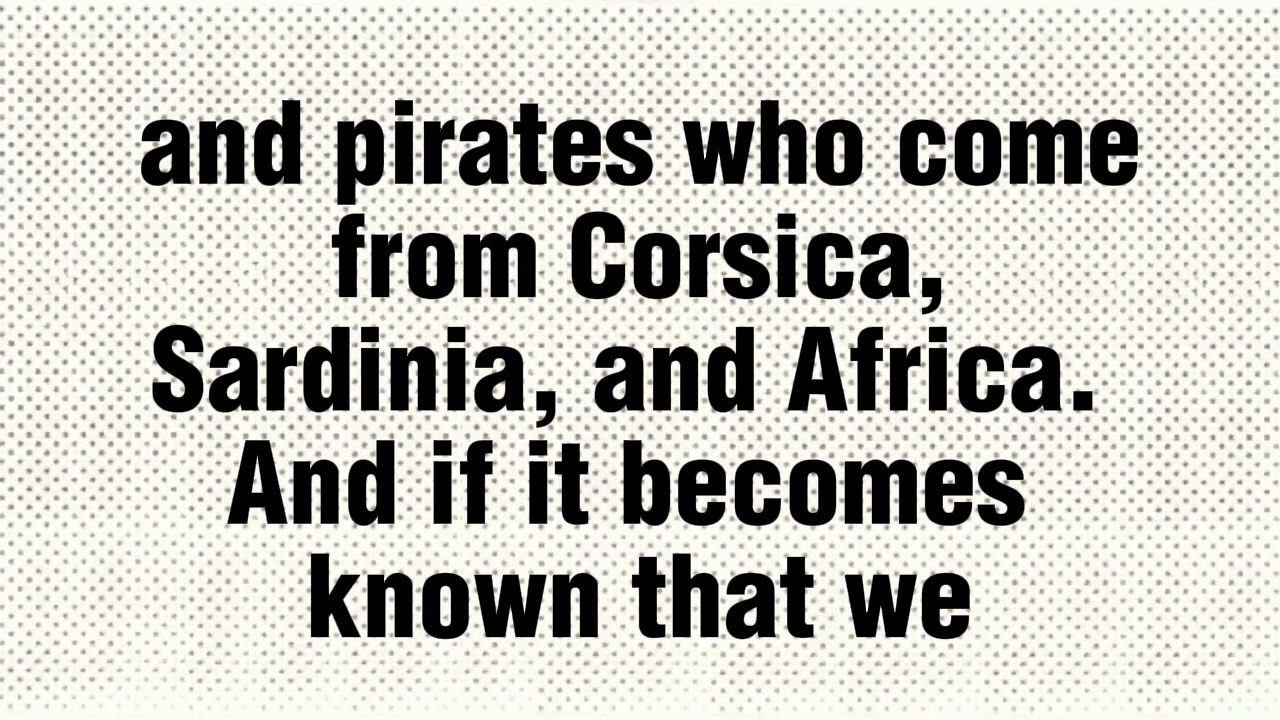 and pirates who come
from Corsica,
Sardinia, and Africa.
And if it becomes
known that we